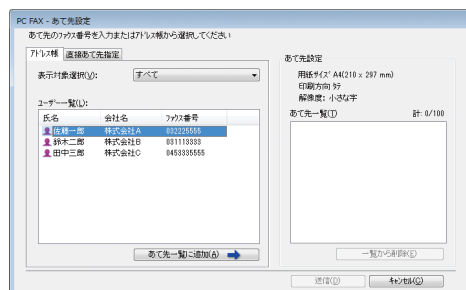 PC FAX - あて先設定
あて先のファクス番号を入力またはアドレス帳から選択してください
アドレス帳 直接あて先指定
表示対象選択(V): すべて
ユーザー一覧(L):
氏名 会社名 ファクス番号
佐藤一郎 株式会社A 032225555
鈴木二郎 株式会社B 031113333
田中三郎 株式会社C 0453335555
あて先一覧に追加(A)
あて先設定
用紙サイズ A4(210 x 297 mm)
印刷方向 タテ
解像度: 小さな字
あて先一覧(T) 計: 0/100
一覧から削除(E)
送信(D) キャンセル(C)